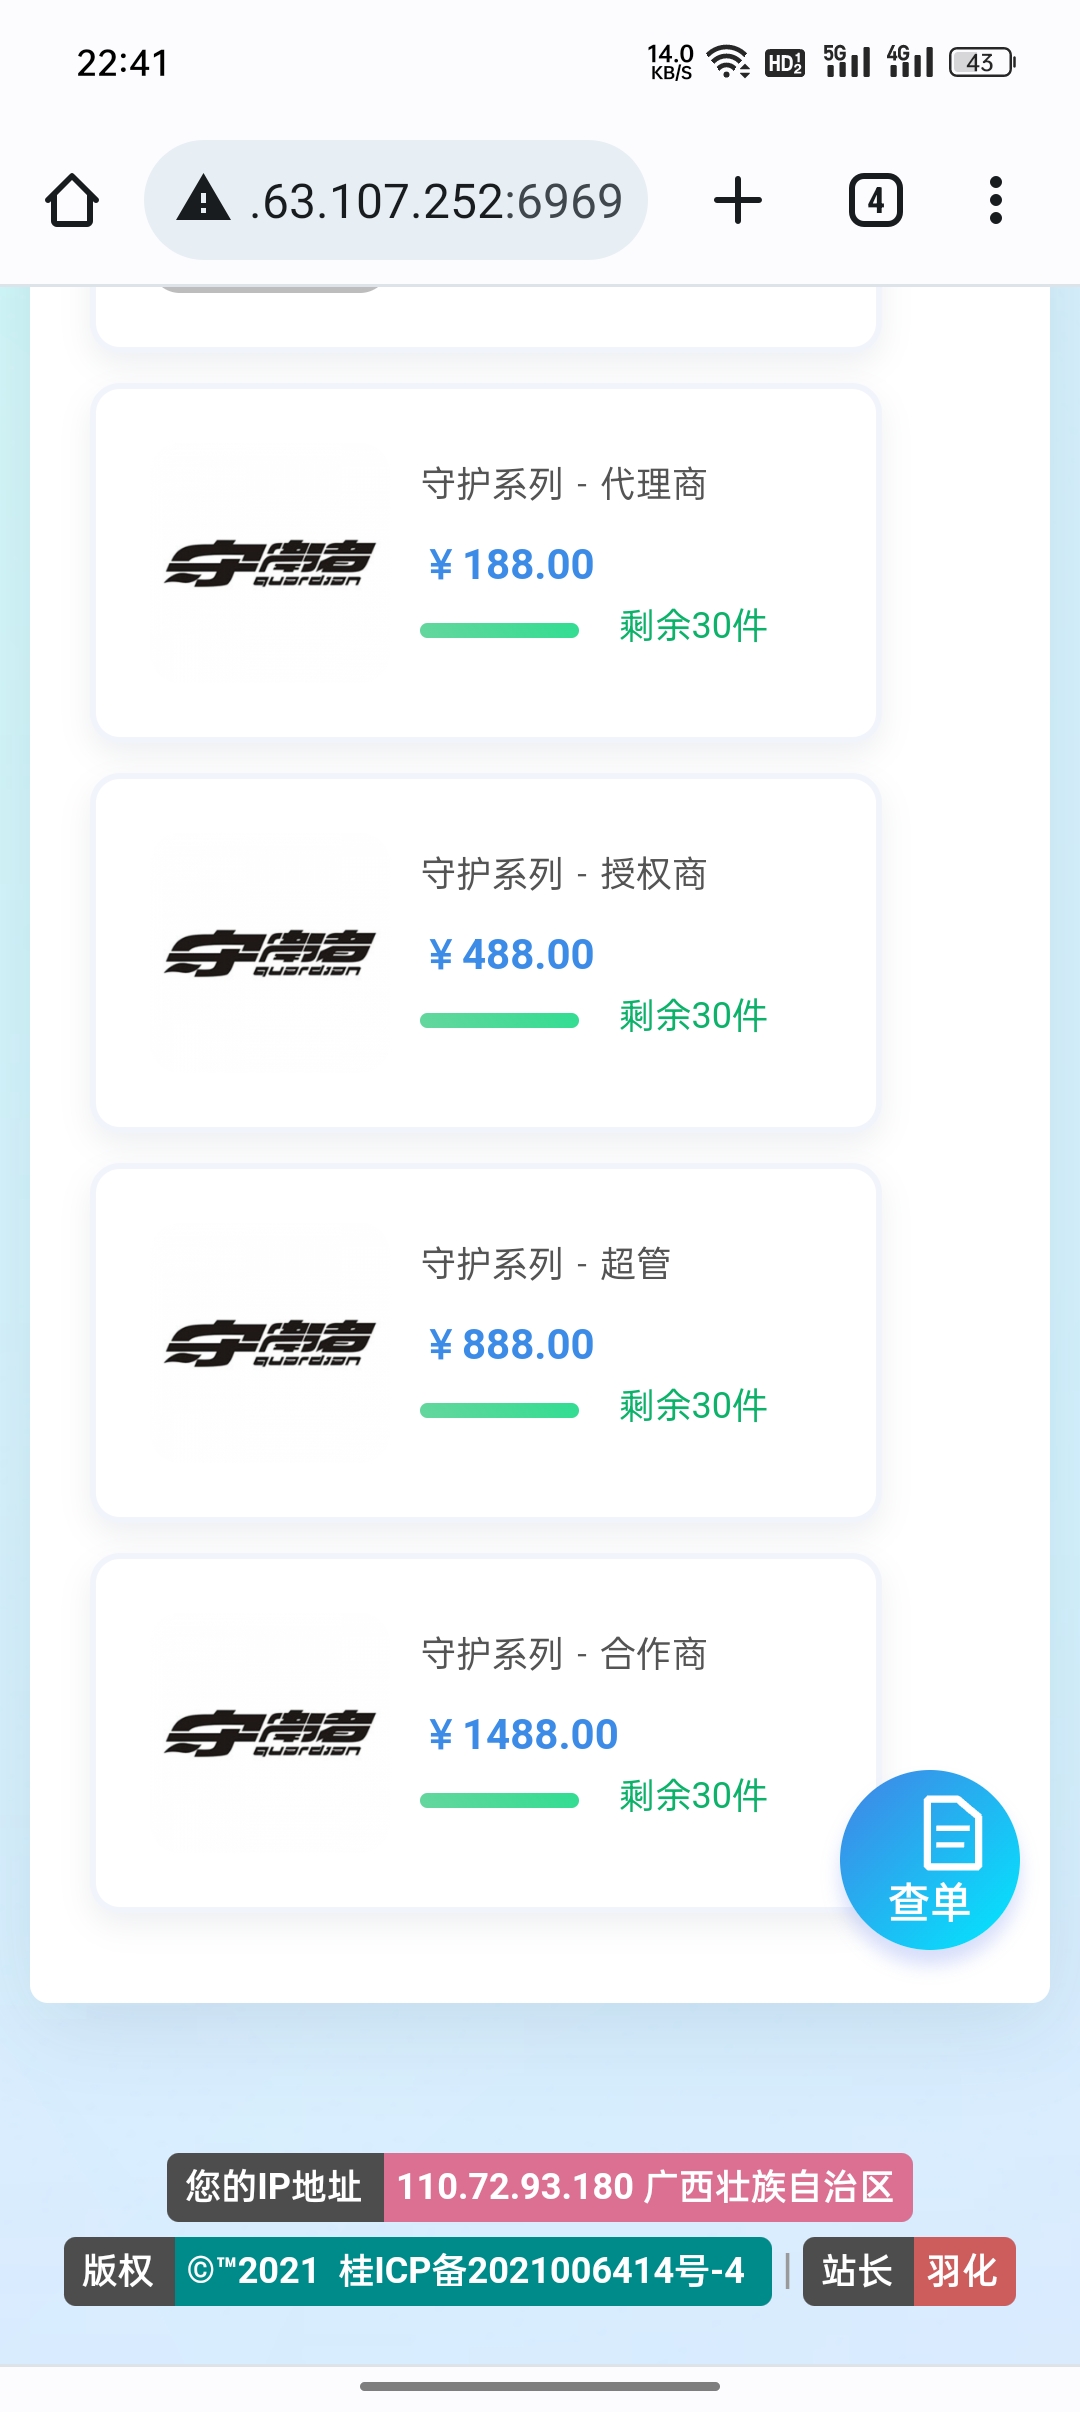 22:41
14.0 KB/S HD 1 2 5G 4G 43
.63.107.252:6969
4
守护系列 - 代理商
¥ 188.00
剩余30件
守护者
guardian
守护系列 - 授权商
¥ 488.00
剩余30件
守护者
guardian
守护系列 - 超管
¥ 888.00
剩余30件
守护者
guardian
守护系列 - 合作商
¥ 1488.00
剩余30件
守护者
guardian
查单
您的IP地址 110.72.93.180 广西壮族自治区
版权 ©™2021 桂ICP备2021006414号-4 | 站长 羽化